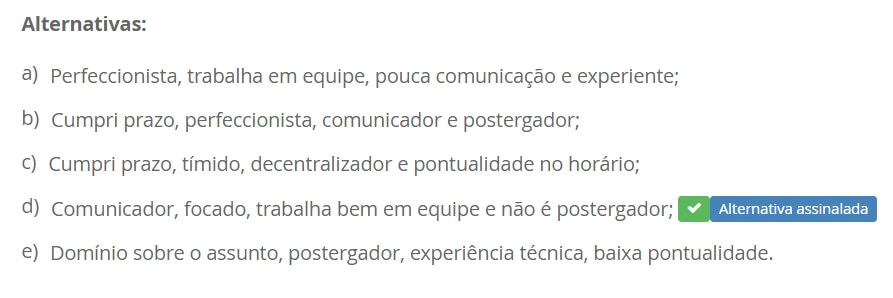 Alternativas:
a) Perfeccionista, trabalha em equipe, pouca comunicação e experiente;
b) Cumpri prazo, perfeccionista, comunicador e postergador;
c) Cumpri prazo, tímido, decentralizador e pontualidade no horário;
d) Comunicador, focado, trabalha bem em equipe e não é postergador; Alternativa assinalada
e) Domínio sobre o assunto, postergador, experiência técnica, baixa pontualidade.